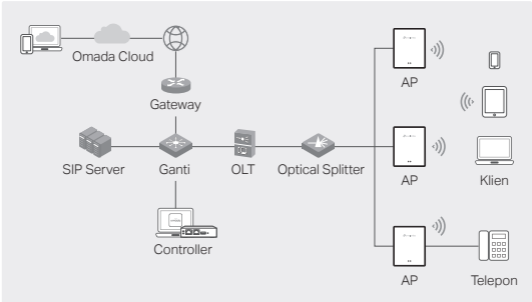 Omada Cloud
Gateway
SIP Server
Ganti
OLT
Optical Splitter
Controller
AP
AP
Klien
AP
Telepon